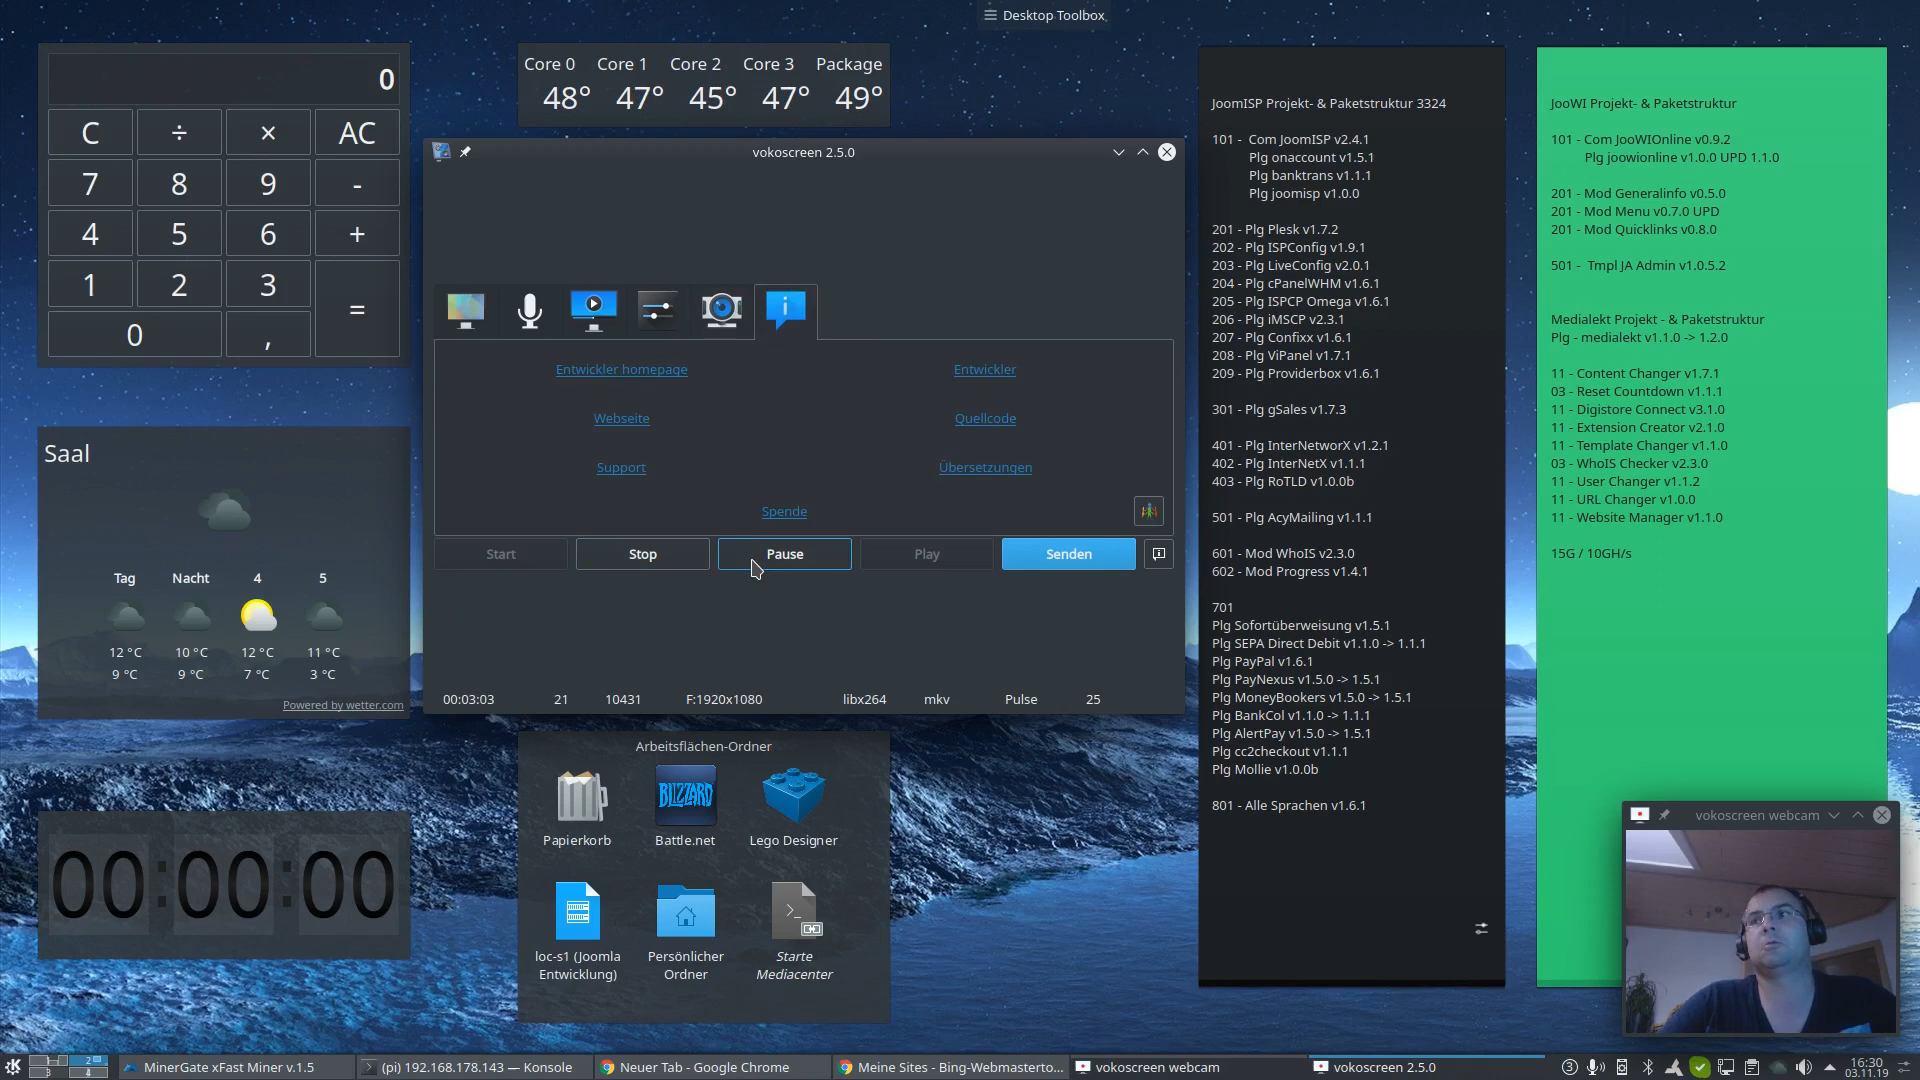 Desktop Toolbox
0
C ÷ × AC
7 8 9 -
4 5 6 +
1 2 3 =
0 ,
Core 0 Core 1 Core 2 Core 3 Package
48° 47° 45° 47° 49°
vokoscreen 2.5.0
Entwickler homepage
Entwickler
Webseite
Quellcode
Support
Übersetzungen
Spende
Start Stop Pause Play Senden
00:03:03 21 10431 F:1920x1080 libx264 mkv Pulse 25
Saal
Tag Nacht 4 5
12 °C 10 °C 12 °C 11 °C
9 °C 9 °C 7 °C 3 °C
Powered by wetter.com
00:00:00
Arbeitsflächen-Ordner
Papierkorb
Battle.net
Lego Designer
BLIZZARD
loc-s1 (Joomla
Entwicklung)
Persönlicher
Ordner
Starte
Mediacenter
JoomISP Projekt- & Paketstruktur 3324
101 - Com JoomISP v2.4.1
Plg onaccount v1.5.1
Plg banktrans v1.1.1
Plg joomisp v1.0.0
201 - Plg Plesk v1.7.2
202 - Plg ISPConfig v1.9.1
203 - Plg LiveConfig v2.0.1
204 - Plg cPanelWHM v1.6.1
205 - Plg ISPCP Omega v1.6.1
206 - Plg iMSCP v2.3.1
207 - Plg Confixx v1.6.1
208 - Plg ViPanel v1.7.1
209 - Plg Providerbox v1.6.1
301 - Plg gSales v1.7.3
401 - Plg InterNetworX v1.2.1
402 - Plg InterNetX v1.1.1
403 - Plg RoTLD v1.0.0b
501 - Plg AcyMailing v1.1.1
601 - Mod WhoIS v2.3.0
602 - Mod Progress v1.4.1
701
Plg Sofortüberweisung v1.5.1
Plg SEPA Direct Debit v1.1.0 -> 1.1.1
Plg PayPal v1.6.1
Plg PayNexus v1.5.0 -> 1.5.1
Plg MoneyBookers v1.5.0 -> 1.5.1
Plg BankCol v1.1.0 -> 1.1.1
Plg AlertPay v1.5.0 -> 1.5.1
Plg cc2checkout v1.1.1
Plg Mollie v1.0.0b
801 - Alle Sprachen v1.6.1
JooWI Projekt- & Paketstruktur
101 - Com JooWIOnline v0.9.2
Plg joowionline v1.0.0 UPD 1.1.0
201 - Mod Generalinfo v0.5.0
201 - Mod Menu v0.7.0 UPD
201 - Mod Quicklinks v0.8.0
501 - Tmpl JA Admin v1.0.5.2
Medialekt Projekt - & Paketstruktur
Plg - medialekt v1.1.0 -> 1.2.0
11 - Content Changer v1.7.1
03 - Reset Countdown v1.1.1
11 - Digistore Connect v3.1.0
11 - Extension Creator v2.1.0
11 - Template Changer v1.1.0
03 - WhoIS Checker v2.3.0
11 - User Changer v1.1.2
11 - URL Changer v1.0.0
11 - Website Manager v1.1.0
15G / 10GH/s
vokoscreen webcam
1 2
3 4
MinerGate xFast Miner v.1.5
(pi) 192.168.178.143 — Konsole
Neuer Tab - Google Chrome
Meine Sites - Bing-Webmasterto...
vokoscreen webcam
vokoscreen 2.5.0
3
16:30
03.11.19